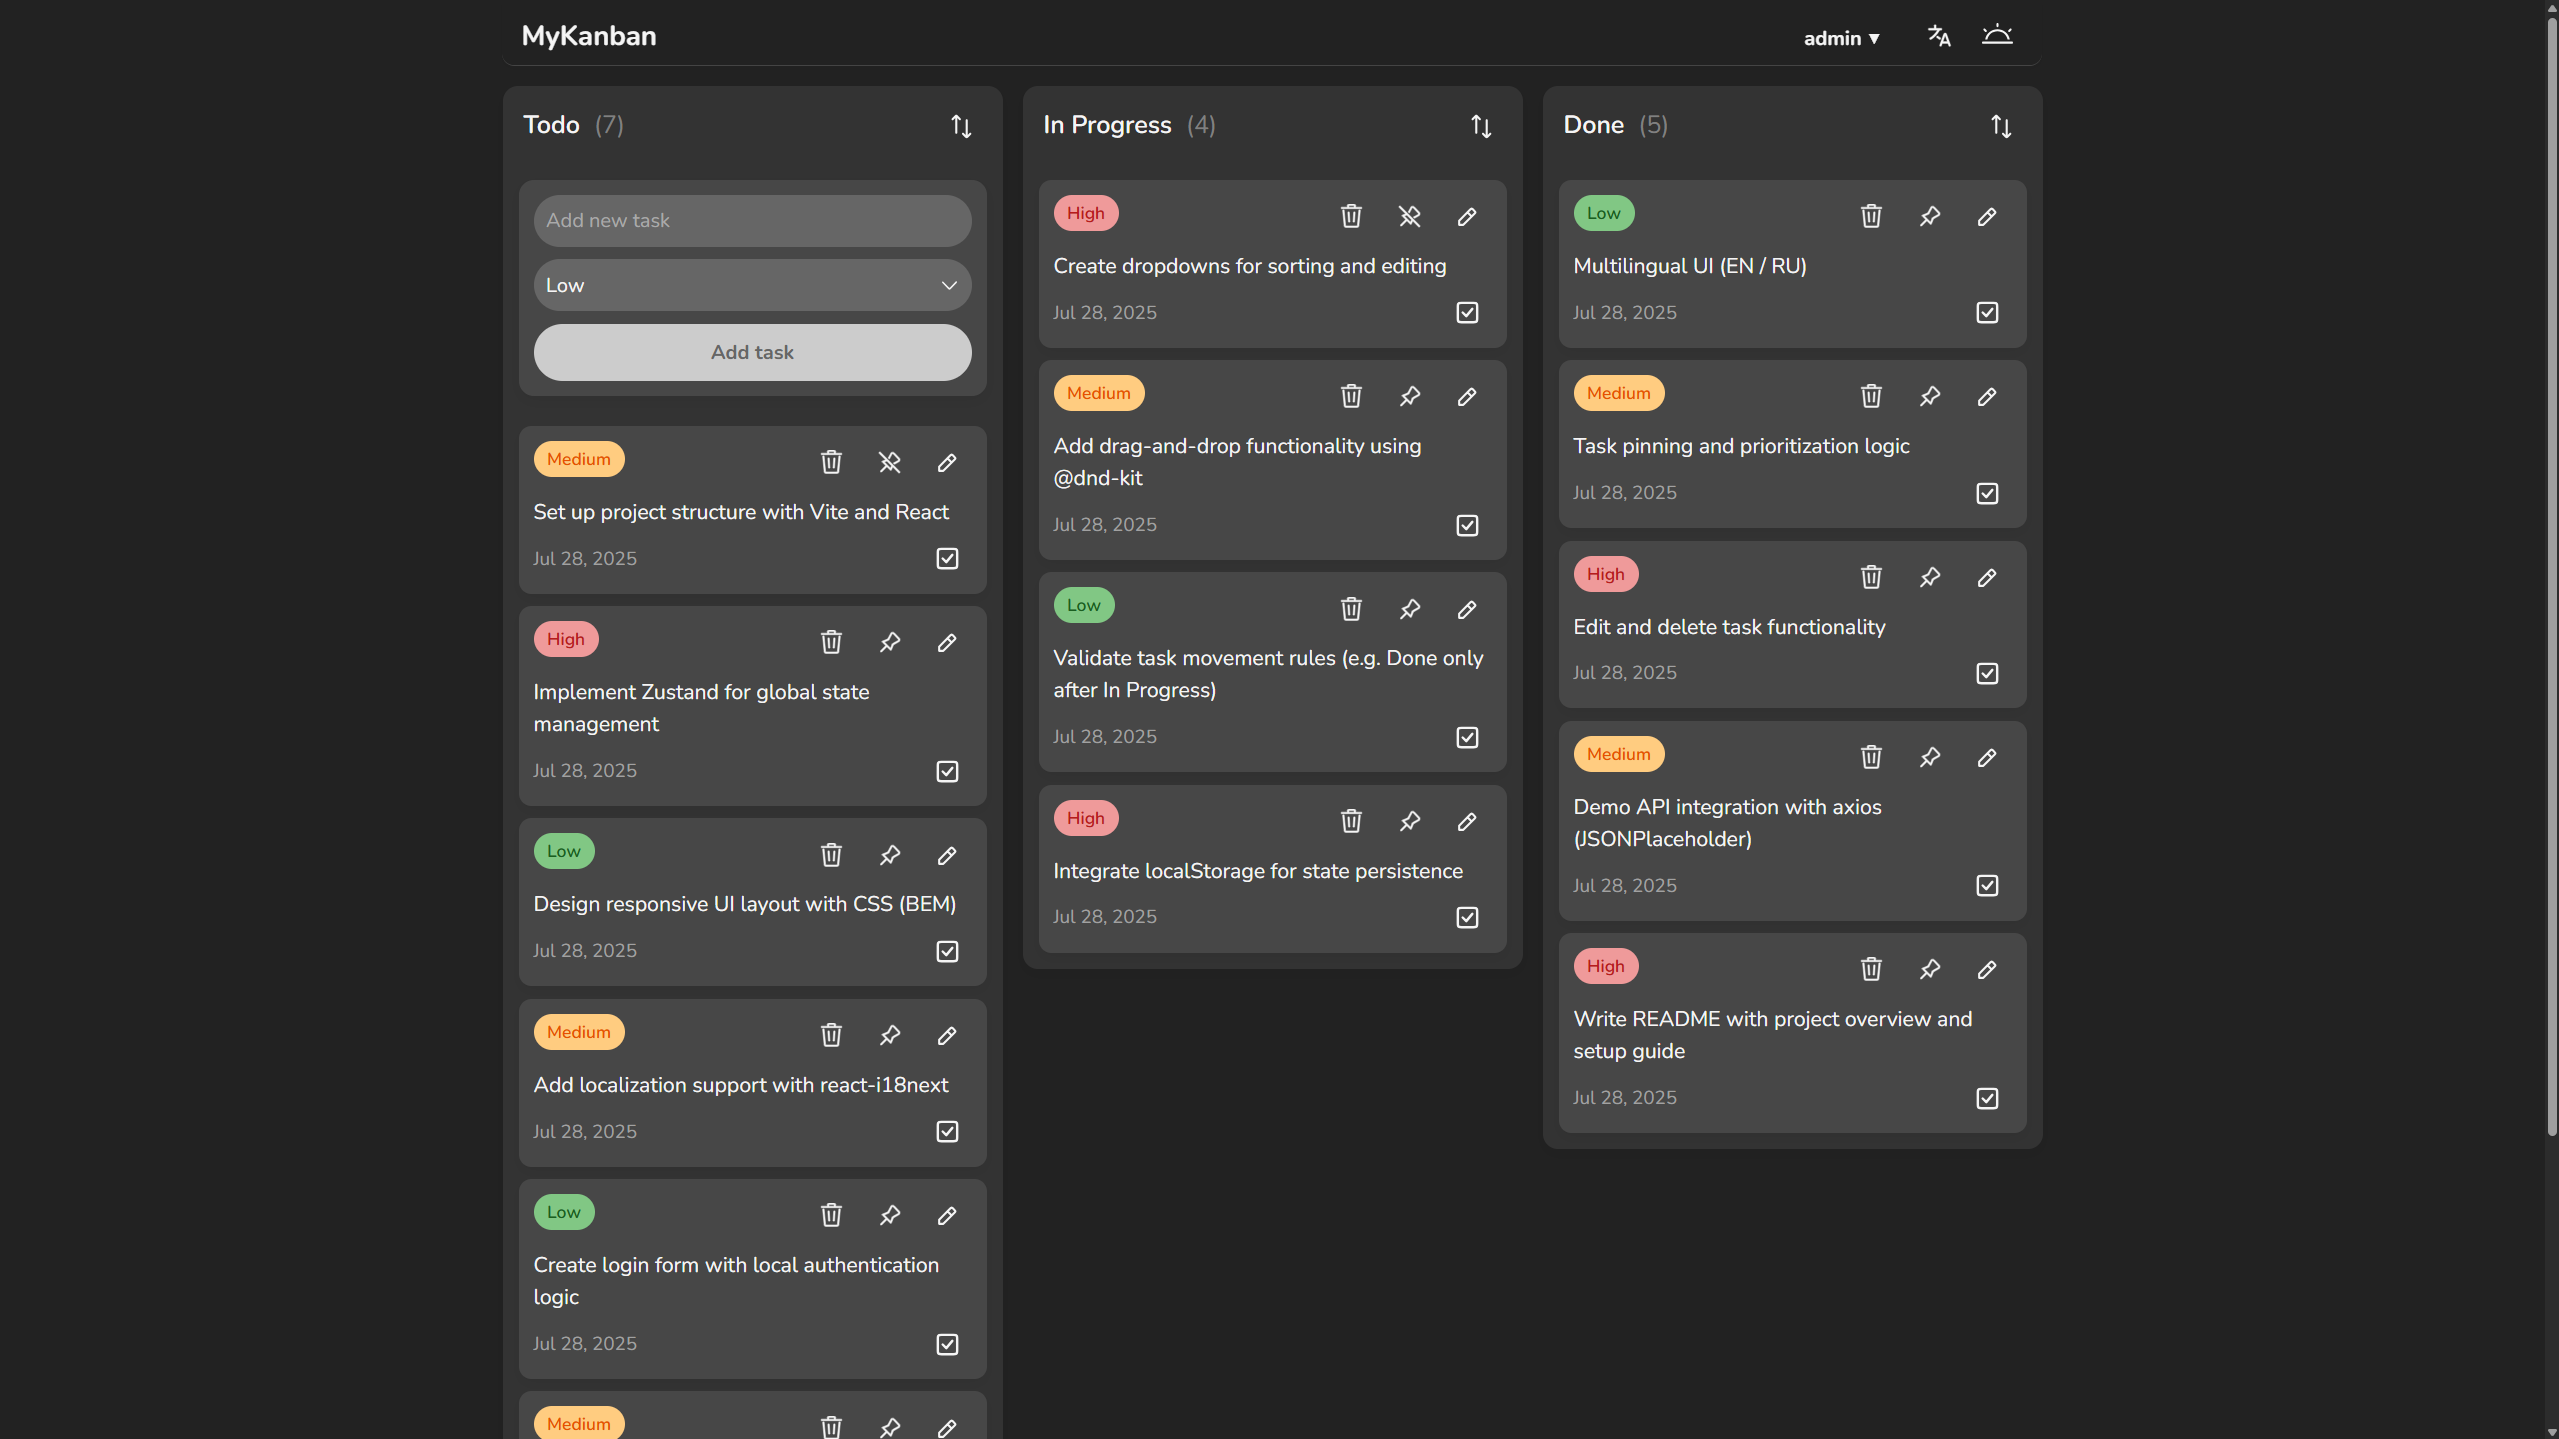 MyKanban
admin ▼
Todo (7)
Add new task
Low
Add task
Medium
Set up project structure with Vite and React
Jul 28, 2025
High
Implement Zustand for global state
management
Jul 28, 2025
Low
Design responsive UI layout with CSS (BEM)
Jul 28, 2025
Medium
Add localization support with react-i18next
Jul 28, 2025
Low
Create login form with local authentication
logic
Jul 28, 2025
Medium
In Progress (4)
High
Create dropdowns for sorting and editing
Jul 28, 2025
Medium
Add drag-and-drop functionality using
@dnd-kit
Jul 28, 2025
Low
Validate task movement rules (e.g. Done only
after In Progress)
Jul 28, 2025
High
Integrate localStorage for state persistence
Jul 28, 2025
Done (5)
Low
Multilingual UI (EN / RU)
Jul 28, 2025
Medium
Task pinning and prioritization logic
Jul 28, 2025
High
Edit and delete task functionality
Jul 28, 2025
Medium
Demo API integration with axios
(JSONPlaceholder)
Jul 28, 2025
High
Write README with project overview and
setup guide
Jul 28, 2025